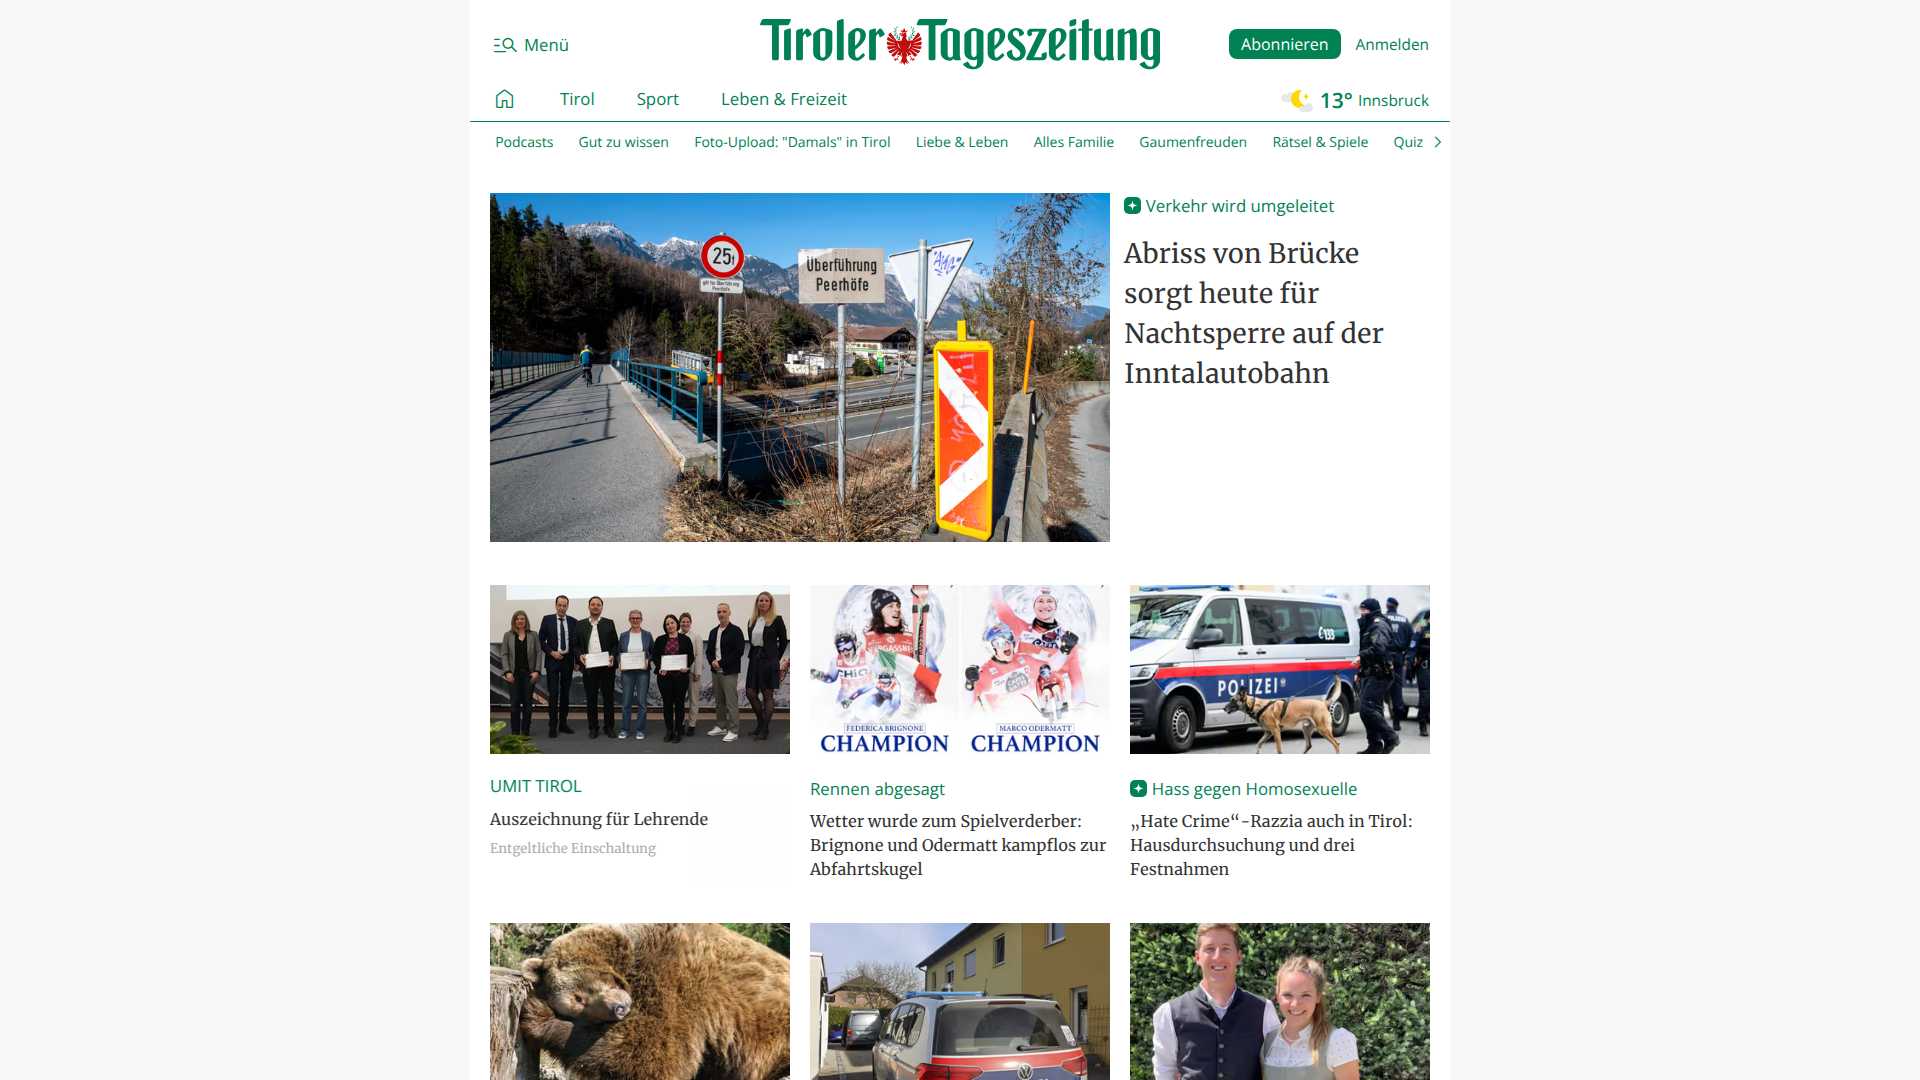 Menü
Tiroler Tageszeitung
Abonnieren
Anmelden
Tirol
Sport
Leben & Freizeit
13° Innsbruck
Podcasts
Gut zu wissen
Foto-Upload: "Damals" in Tirol
Liebe & Leben
Alles Familie
Gaumenfreuden
Rätsel & Spiele
Quiz
25t
Überführung
Peerhöfe
Verkehr wird umgeleitet
Abriss von Brücke
sorgt heute für
Nachtsperre auf der
Inntalautobahn
FEDERICA BRIGNONE
CHAMPION
MARCO ODERMATT
CHAMPION
133
POLIZEI
UMIT TIROL
Auszeichnung für Lehrende
Entgeltliche Einschaltung
Rennen abgesagt
Wetter wurde zum Spielverderber:
Brignone und Odermatt kampflos zur
Abfahrtskugel
Hass gegen Homosexuelle
„Hate Crime“-Razzia auch in Tirol:
Hausdurchsuchung und drei
Festnahmen